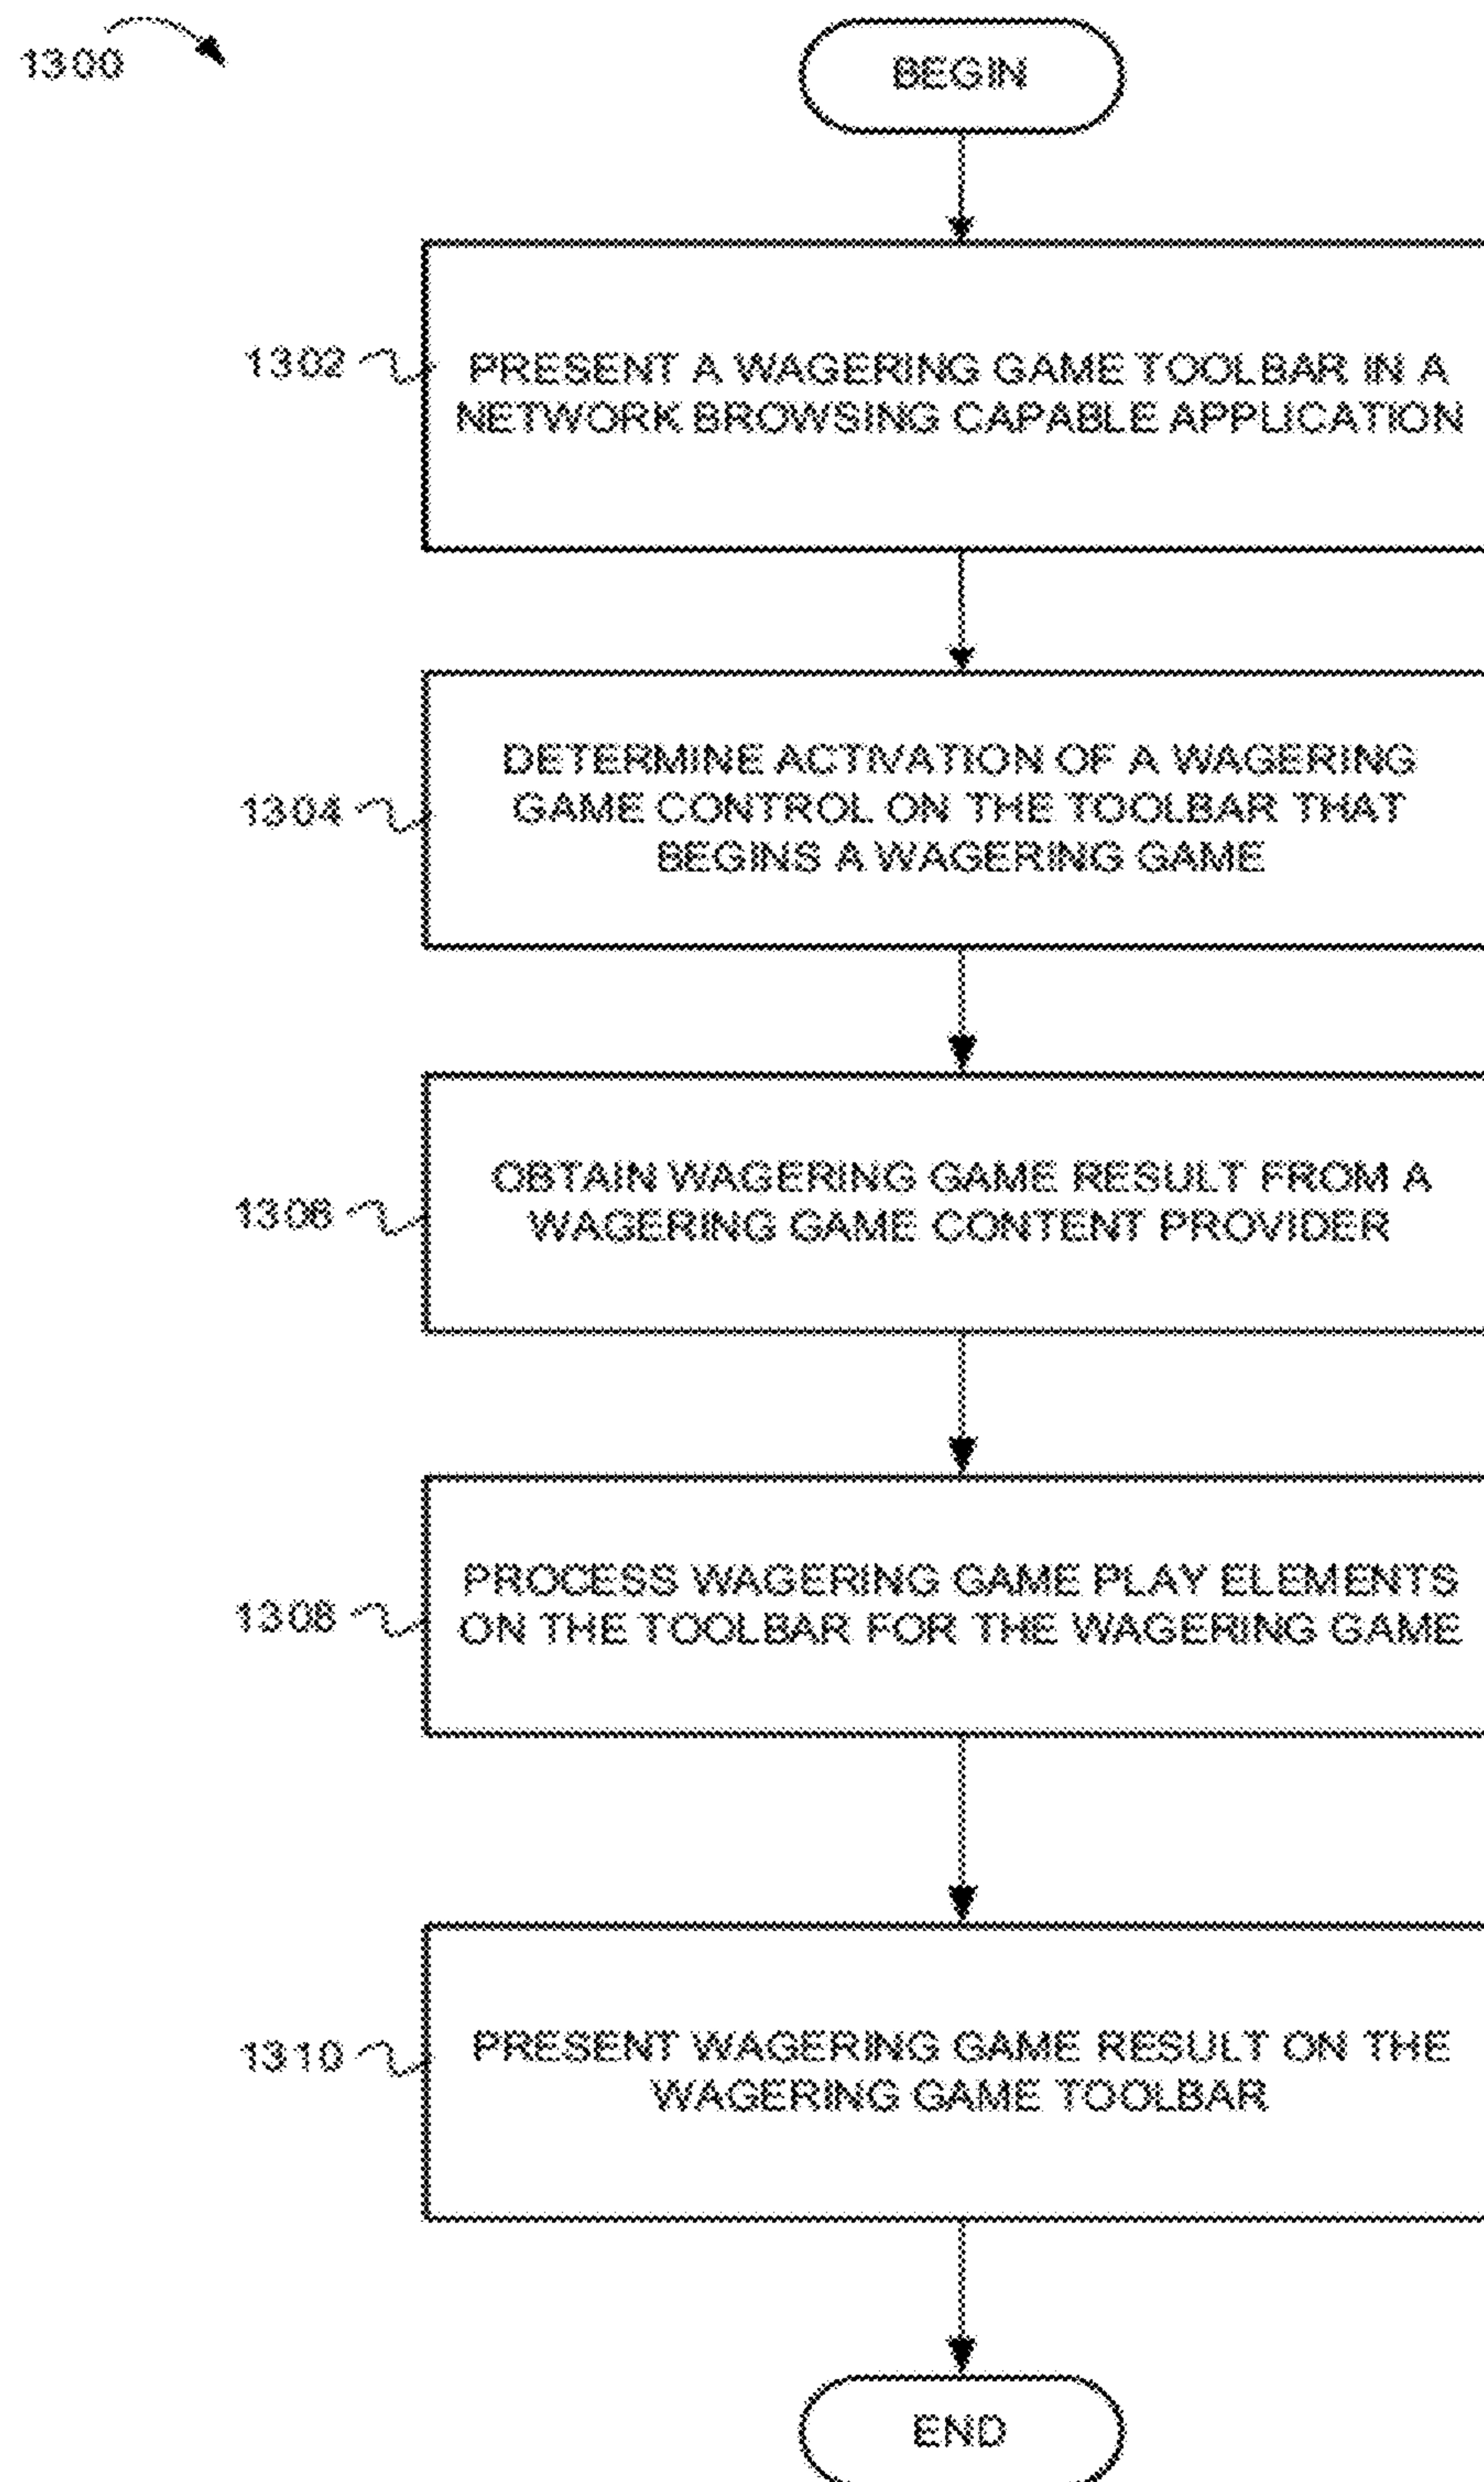 1300
BEGIN
1302
PRESENT A WAGERING GAME TOOLBAR IN A
NETWORK BROWSING CAPABLE APPLICATION
1304
DETERMINE ACTIVATION OF A WAGERING
GAME CONTROL ON THE TOOLBAR THAT
BEGINS A WAGERING GAME
1306
OBTAIN WAGERING GAME RESULT FROM A
WAGERING GAME CONTENT PROVIDER
1308
PROCESS WAGERING GAME PLAY ELEMENTS
ON THE TOOLBAR FOR THE WAGERING GAME
1310
PRESENT WAGERING GAME RESULT ON THE
WAGERING GAME TOOLBAR
END